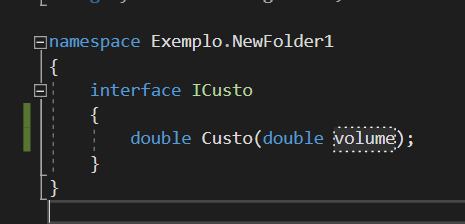 namespace Exemplo.NewFolder1
{
interface ICusto
{
double Custo(double volume);
}
}